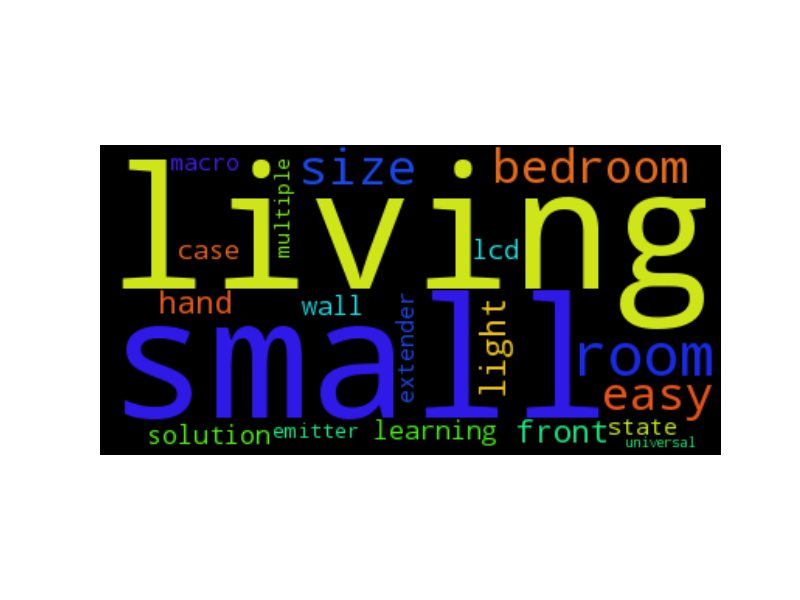 macro
multiple
size
bedroom
living
case
lcd
hand
wall
extender
light
small
room
easy
solution
emitter
learning
front
state
universal